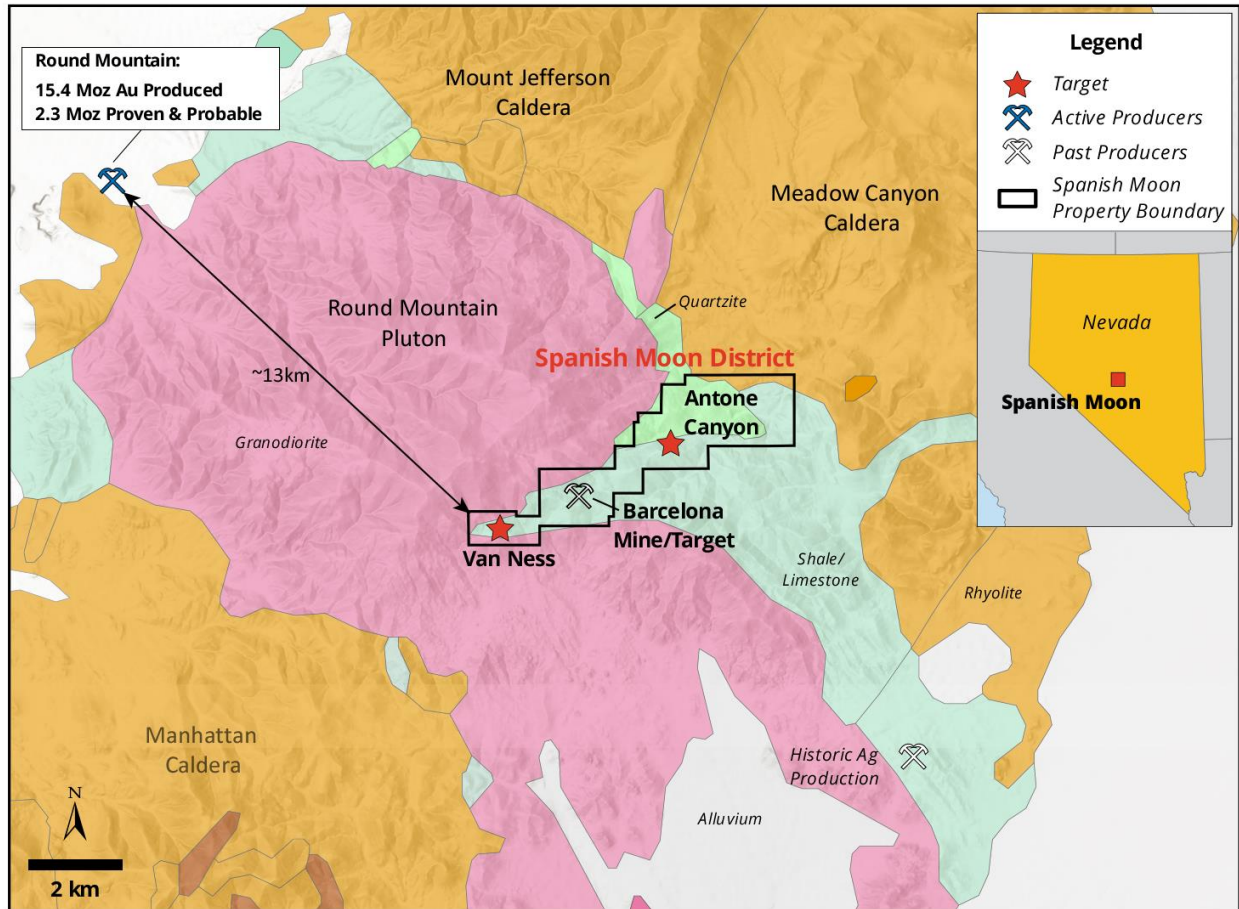 Round Mountain:
15.4 Moz Au Produced
2.3 Moz Proven & Probable
Mount Jefferson
Caldera
Meadow Canyon
Caldera
Legend
Target
Active Producers
Past Producers
Spanish Moon
Property Boundary
Nevada
Spanish Moon
Round Mountain
Pluton
Quartzite
Spanish Moon District
~13km
Granodiorite
Antone
Canyon
Barcelona
Mine/Target
Van Ness
Shale/
Limestone
Rhyolite
Manhattan
Caldera
Historic Ag
Production
Alluvium
N
2 km